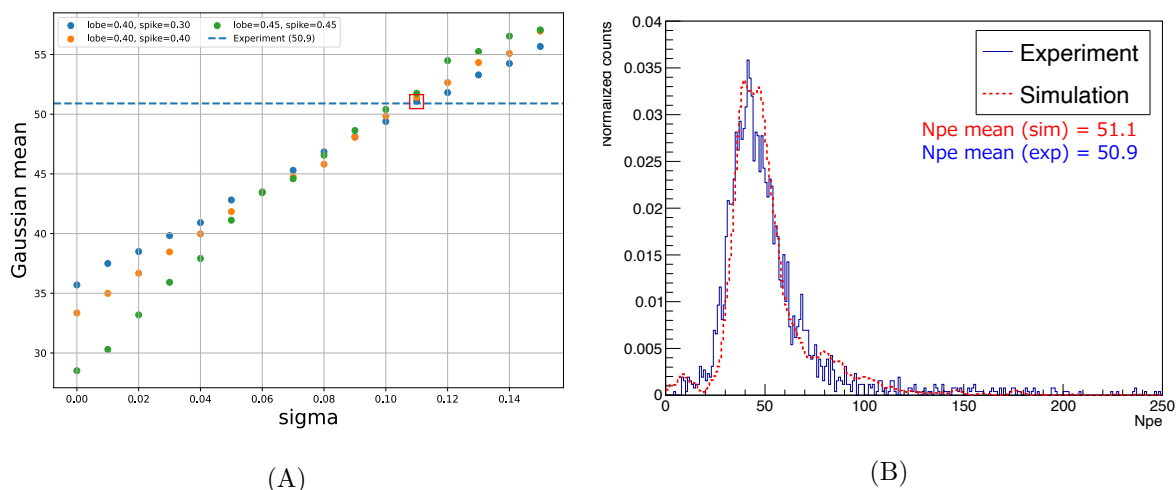 lobe=0.40, spike=0.30
lobe=0.45, spike=0.45
lobe=0.40, spike=0.40
Experiment (50.9)
55
50
45
40
35
30
Gaussian mean
0.00
0.02
0.04
0.06
0.08
0.10
0.12
0.14
sigma
(A)
0.04
0.035
0.03
0.025
0.02
0.015
0.01
0.005
0
Normalized counts
Experiment
Simulation
Npe mean (sim) = 51.1
Npe mean (exp) = 50.9
0
50
100
150
200
250
Npe
(B)